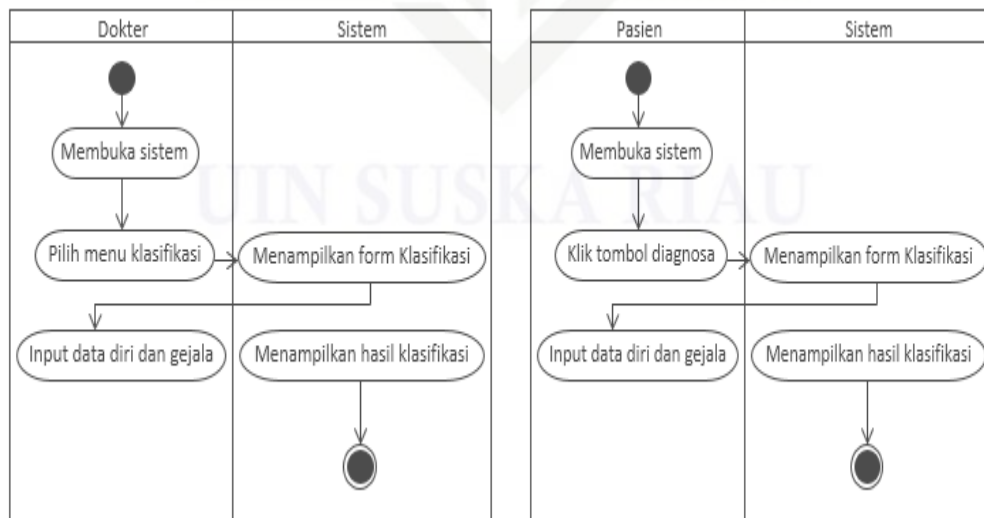 Dokter
Sistem
Membuka sistem
Pilih menu klasifikasi
Menampilkan form Klasifikasi
Input data diri dan gejala
Menampilkan hasil klasifikasi
Pasien
Sistem
Membuka sistem
Klik tombol diagnosa
Menampilkan form Klasifikasi
Input data diri dan gejala
Menampilkan hasil klasifikasi
UIN SUSKA RIAU